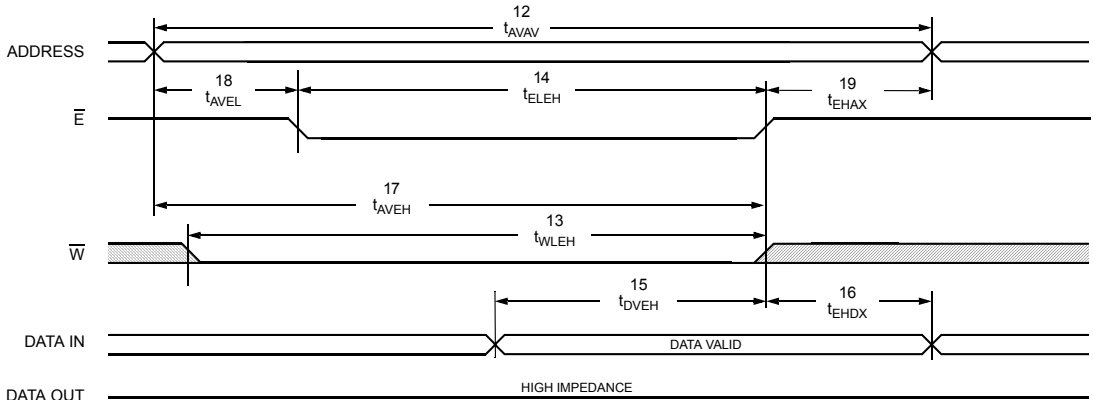 12
tAVAV
ADDRESS
18
tAVEL
14
tELEH
19
tEHAX
E
17
tAVEH
13
tWLEH
W
15
tDVEH
16
tEHDX
DATA IN
DATA VALID
DATA OUT
HIGH IMPEDANCE